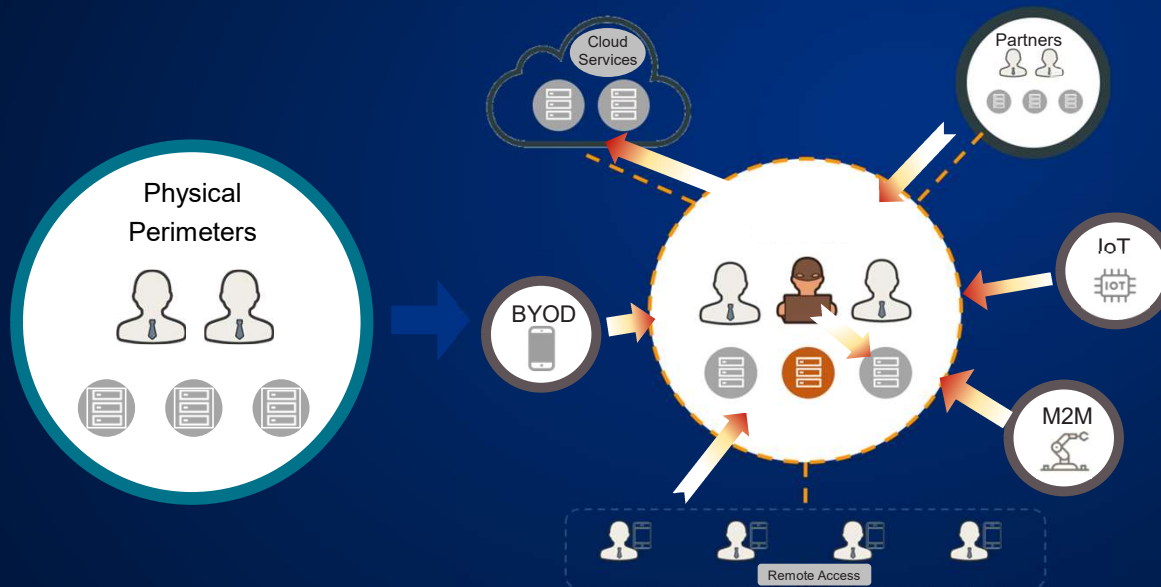 Physical
Perimeters
Cloud
Services
Partners
BYOD
IoT
IOT
M2M
Remote Access